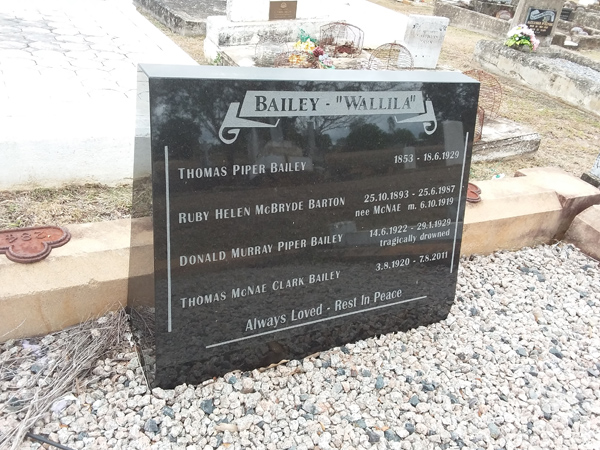 BAILEY - "WALLILA"
THOMAS PIPER BAILEY 1853 - 18.6.1929
RUBY HELEN MCBRYDE BARTON 25.10.1893 - 25.6.1987
nee MCNAE m. 6.10.1919
DONALD MURRAY PIPER BAILEY 14.6.1922 - 29.1.1929
tragically drowned
THOMAS MCNAE CLARK BAILEY 3.8.1920 - 7.8.2011
Always Loved - Rest In Peace